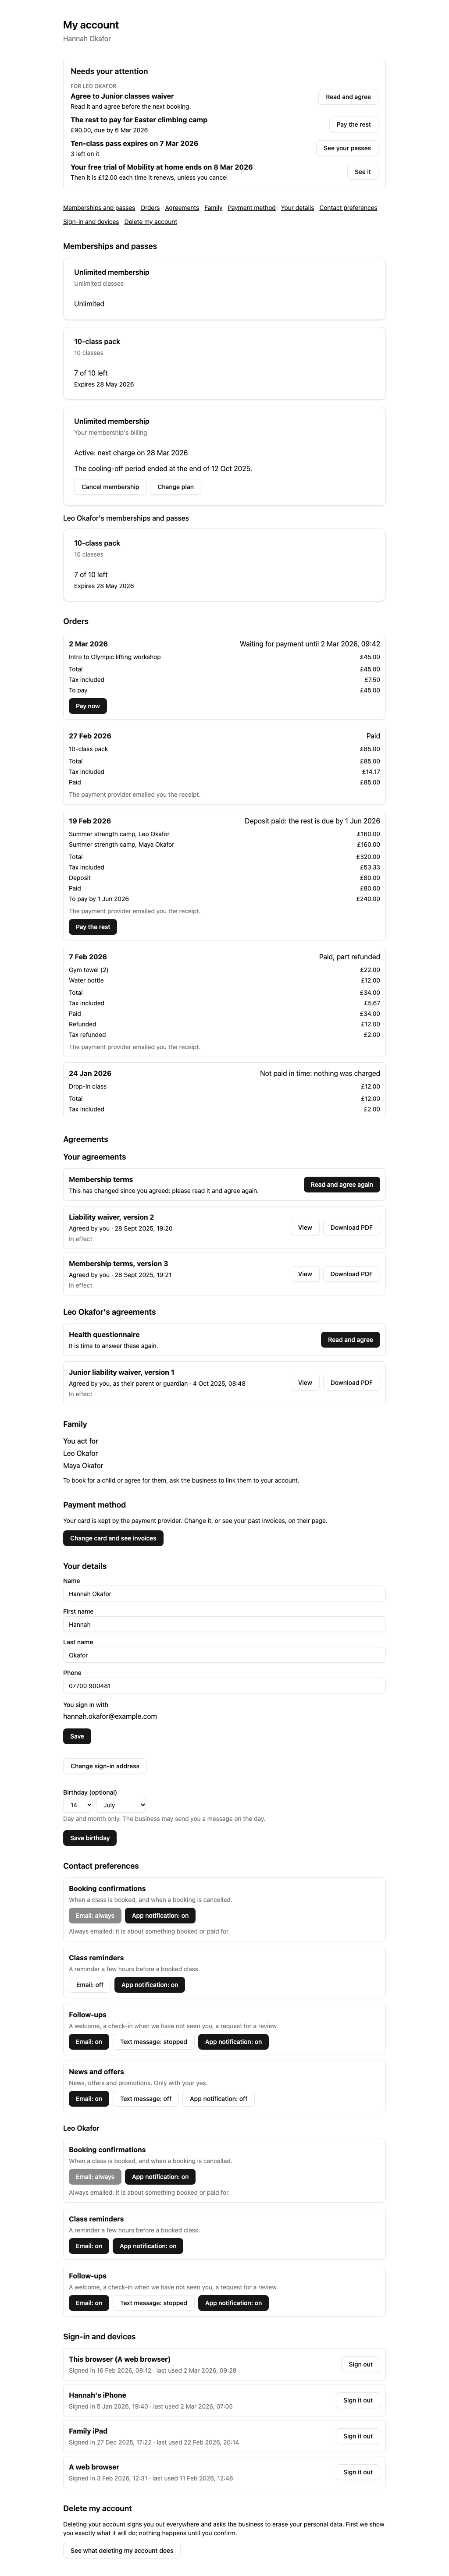 My account
Hannah Okafor
Needs your attention
FOR LEO OKAFOR
Agree to Junior classes waiver
Read it and agree before the next booking.
Read and agree
The rest to pay for Easter climbing camp
£90.00, due by 6 Mar 2026
Pay the rest
Ten-class pass expires on 7 Mar 2026
3 left on it
See your passes
Your free trial of Mobility at home ends on 8 Mar 2026
Then it is £12.00 each time it renews, unless you cancel
See it
Memberships and passes Orders Agreements Family Payment method Your details Contact preferences
Sign-in and devices Delete my account
Memberships and passes
Unlimited membership
Unlimited classes
Unlimited
10-class pack
10 classes
7 of 10 left
Expires 28 May 2026
Unlimited membership
Your membership's billing
Active: next charge on 28 Mar 2026
The cooling-off period ended at the end of 12 Oct 2025.
Cancel membership Change plan
Leo Okafor's memberships and passes
10-class pack
10 classes
7 of 10 left
Expires 28 May 2026
Orders
2 Mar 2026 Waiting for payment until 2 Mar 2026, 09:42
Intro to Olympic lifting workshop £45.00
Total £45.00
Tax included £7.50
To pay £45.00
Pay now
27 Feb 2026 Paid
10-class pack £85.00
Total £85.00
Tax included £14.17
Paid £85.00
The payment provider emailed you the receipt.
19 Feb 2026 Deposit paid: the rest is due by 1 Jun 2026
Summer strength camp, Leo Okafor £160.00
Summer strength camp, Maya Okafor £160.00
Total £320.00
Tax included £53.33
Deposit £80.00
Paid £80.00
To pay by 1 Jun 2026 £240.00
The payment provider emailed you the receipt.
Pay the rest
7 Feb 2026 Paid, part refunded
Gym towel (2) £22.00
Water bottle £12.00
Total £34.00
Tax included £5.67
Paid £34.00
Refunded £12.00
Tax refunded £2.00
The payment provider emailed you the receipt.
24 Jan 2026 Not paid in time: nothing was charged
Drop-in class £12.00
Total £12.00
Tax included £2.00
Agreements
Your agreements
Membership terms
This has changed since you agreed: please read it and agree again.
Read and agree again
Liability waiver, version 2
Agreed by you · 28 Sept 2025, 19:20
In effect
View Download PDF
Membership terms, version 3
Agreed by you · 28 Sept 2025, 19:21
In effect
View Download PDF
Leo Okafor's agreements
Health questionnaire
It is time to answer these again.
Read and agree
Junior liability waiver, version 1
Agreed by you, as their parent or guardian · 4 Oct 2025, 08:48
In effect
View Download PDF
Family
You act for
Leo Okafor
Maya Okafor
To book for a child or agree for them, ask the business to link them to your account.
Payment method
Your card is kept by the payment provider. Change it, or see your past invoices, on their page.
Change card and see invoices
Your details
Name
Hannah Okafor
First name
Hannah
Last name
Okafor
Phone
07700 900481
You sign in with
hannah.okafor@example.com
Save
Change sign-in address
Birthday (optional)
14 July
Day and month only. The business may send you a message on the day.
Save birthday
Contact preferences
Booking confirmations
When a class is booked, and when a booking is cancelled.
Email: always App notification: on
Always emailed: it is about something booked or paid for.
Class reminders
A reminder a few hours before a booked class.
Email: off App notification: on
Follow-ups
A welcome, a check-in when we have not seen you, a request for a review.
Email: on Text message: stopped App notification: on
News and offers
News, offers and promotions. Only with your yes.
Email: on Text message: off App notification: off
Leo Okafor
Booking confirmations
When a class is booked, and when a booking is cancelled.
Email: always App notification: on
Always emailed: it is about something booked or paid for.
Class reminders
A reminder a few hours before a booked class.
Email: on App notification: on
Follow-ups
A welcome, a check-in when we have not seen you, a request for a review.
Email: on Text message: stopped App notification: on
Sign-in and devices
This browser (A web browser)
Signed in 16 Feb 2026, 08:12 · last used 2 Mar 2026, 09:28
Sign out
Hannah's iPhone
Signed in 5 Jan 2026, 19:40 · last used 2 Mar 2026, 07:05
Sign it out
Family iPad
Signed in 27 Dec 2025, 17:22 · last used 22 Feb 2026, 20:14
Sign it out
A web browser
Signed in 3 Feb 2026, 12:31 · last used 11 Feb 2026, 12:48
Sign it out
Delete my account
Deleting your account signs you out everywhere and asks the business to erase your personal data. First we show
you exactly what it will do; nothing happens until you confirm.
See what deleting my account does